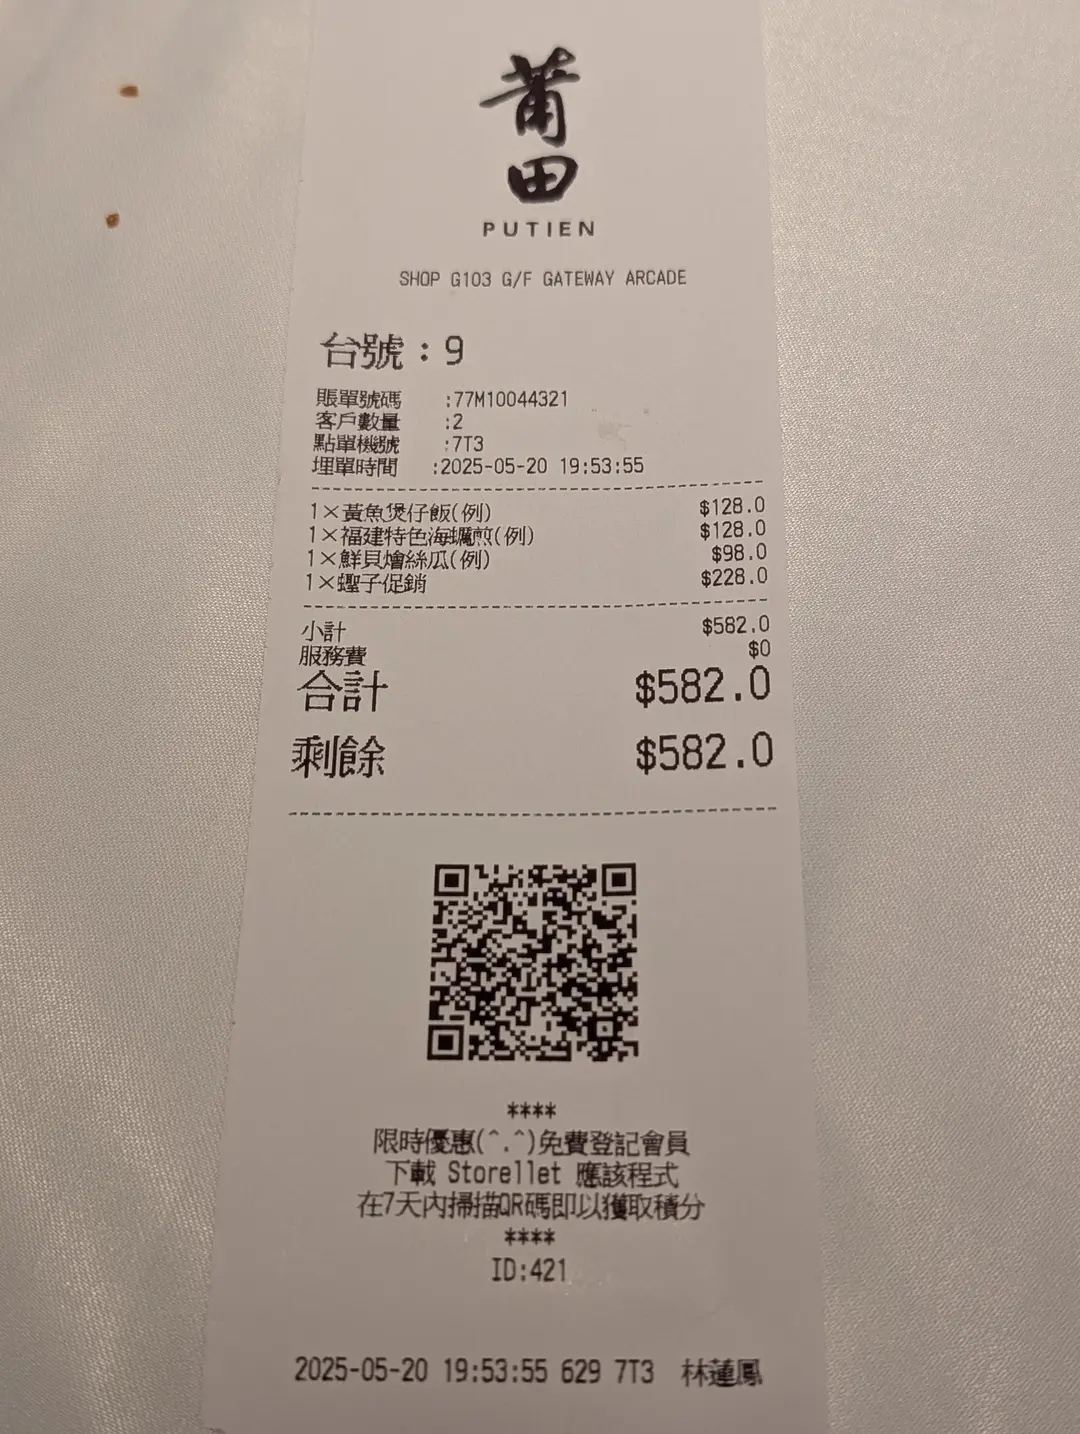 莆
田
PUTIEN
SHOP G103 G/F GATEWAY ARCADE
台號：9
賬單號碼 :77M10044321
客戶數量 :2
點單機號 :7T3
埋單時間 :2025-05-20 19:53:55
1×黃魚煲仔飯(例) $128.0
1×福建特色海蠣煎(例) $128.0
1×鮮貝燴絲瓜(例) $98.0
1×蟶子促銷 $228.0
小計 $582.0
服務費 $0
合計 $582.0
剩餘 $582.0
****
限時優惠(^.^)免費登記會員
下載 Storellet 應該程式
在7天內掃描QR碼即以獲取積分
****
ID:421
2025-05-20 19:53:55 629 7T3 林蓮鳳